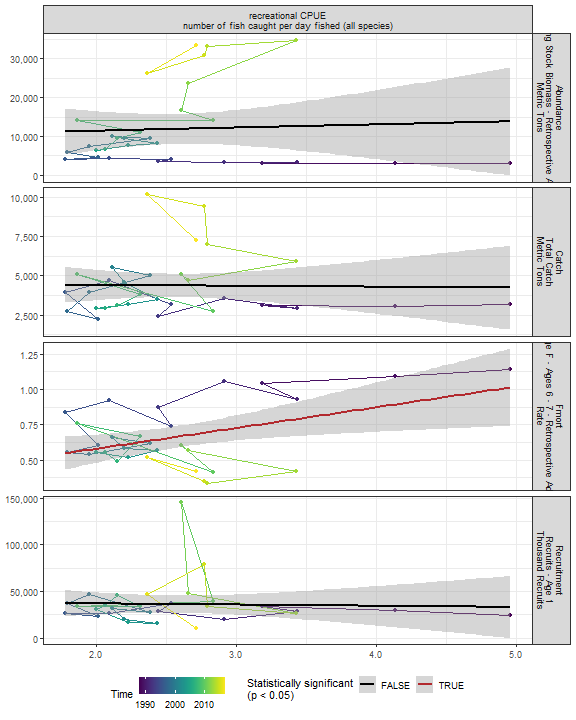 recreational CPUE
number of fish caught per day fished (all species)
30,000
20,000
10,000
0
Abundance
Stock Biomass - Retrospective
Metric Tons
10,000
7,500
5,000
2,500
Catch
Total Catch
Metric Tons
1.25
1.00
0.75
0.50
Fmort
F - Ages 6 - 7 - Retrospective
Rate
150,000
100,000
50,000
0
Recruitment
Recruits - Age 1
Thousand Recruits
2.0 3.0 4.0 5.0
Time
1990 2000 2010
Statistically significant
(p < 0.05)
FALSE TRUE